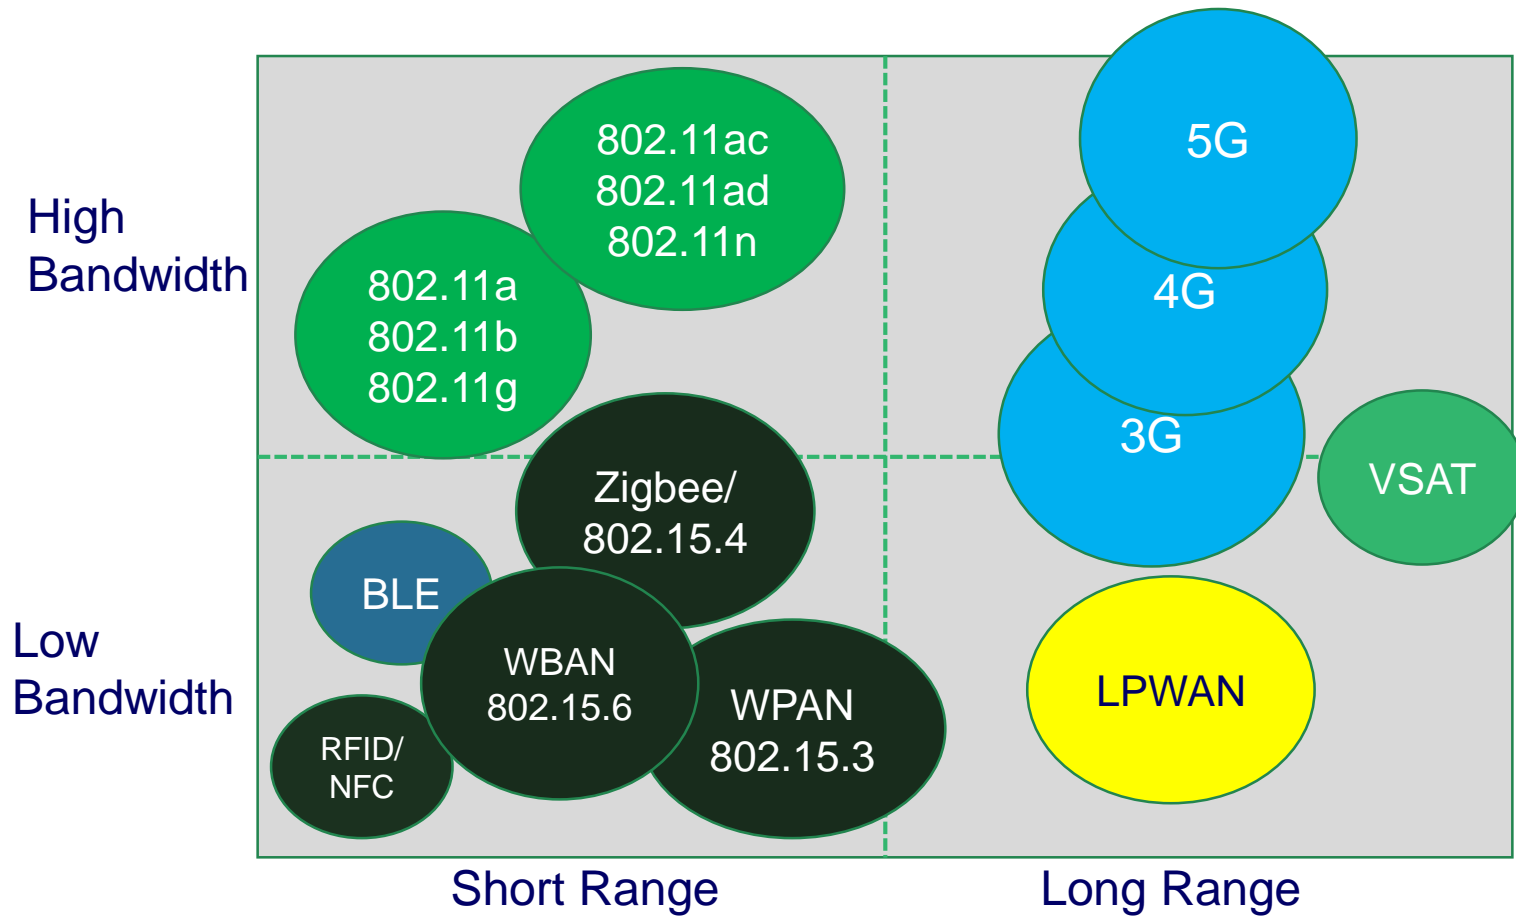 5G
802.11ac
802.11ad
802.11n
High
Bandwidth
802.11a
802.11b
802.11g
4G
3G
VSAT
Zigbee/
802.15.4
BLE
Low
Bandwidth
WBAN
802.15.6
WPAN
802.15.3
LPWAN
RFID/
NFC
Short Range
Long Range